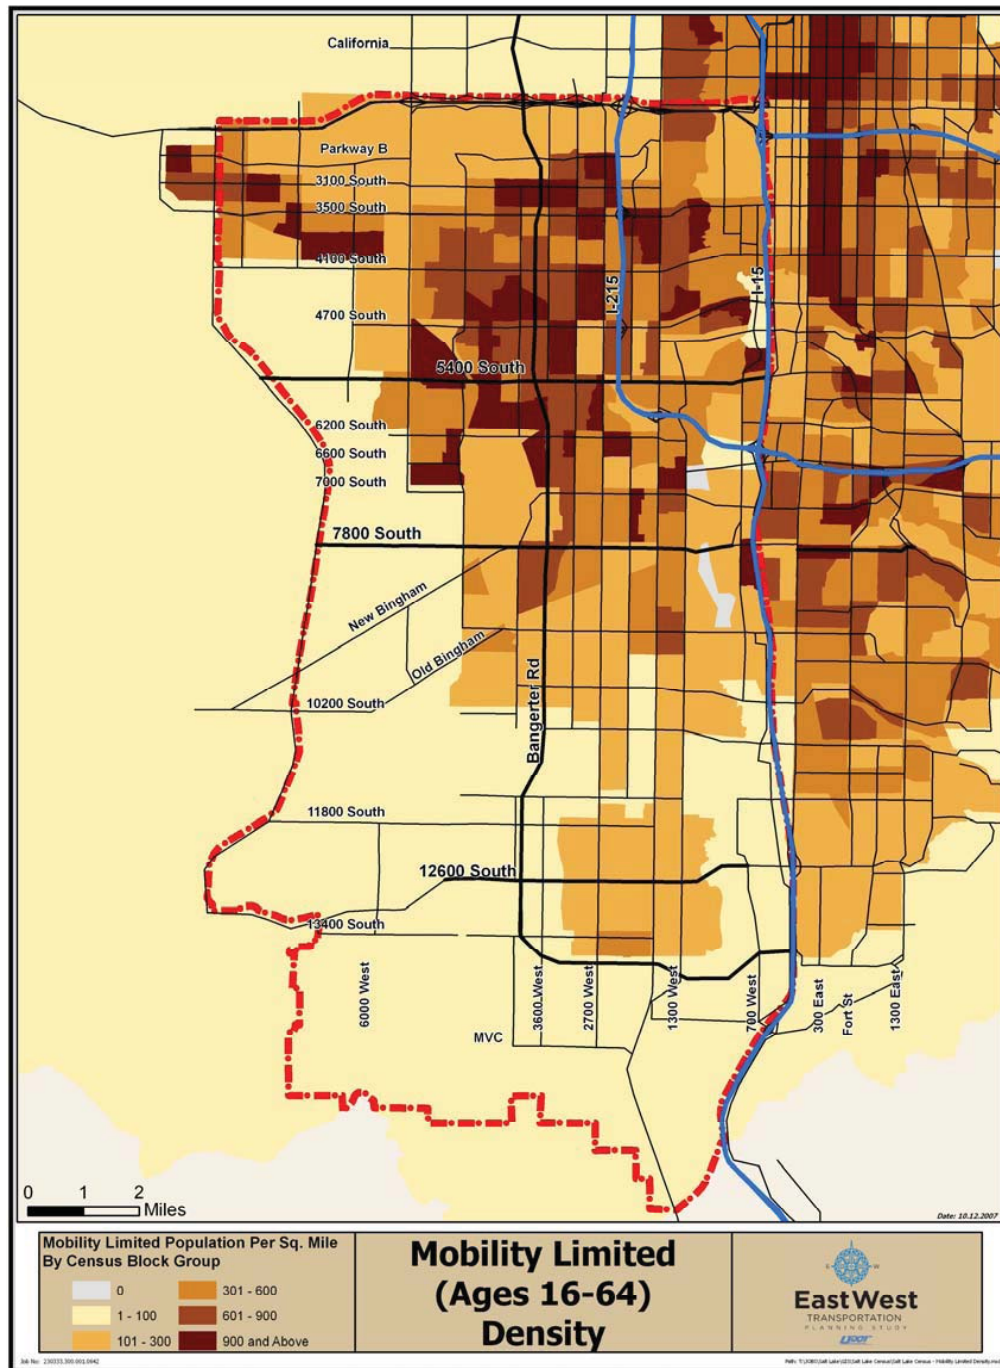 California
Parkway B
3100 South
3500 South
4100 South
4700 South
I-215
I-15
5400 South
6200 South
6600 South
7000 South
7800 South
New Bingham
Old Bingham
Bangerter Rd
10200 South
11800 South
12600 South
13400 South
6000 West
3600 West
2700 West
1300 West
700 West
300 East
Fort St
1300 East
MVC
0 1 2
Miles
Date: 10.12.2007
Mobility Limited Population Per Sq. Mile
By Census Block Group
0
1 - 100
101 - 300
301 - 600
601 - 900
900 and Above
Mobility Limited
(Ages 16-64)
Density
E W
EastWest
TRANSPORTATION
PLANNING STUDY
UDOT